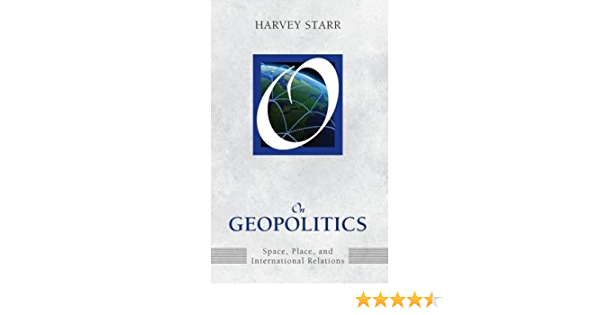 HARVEY STARR
O
On
GEOPOLITICS
Space, Place, and
International Relations